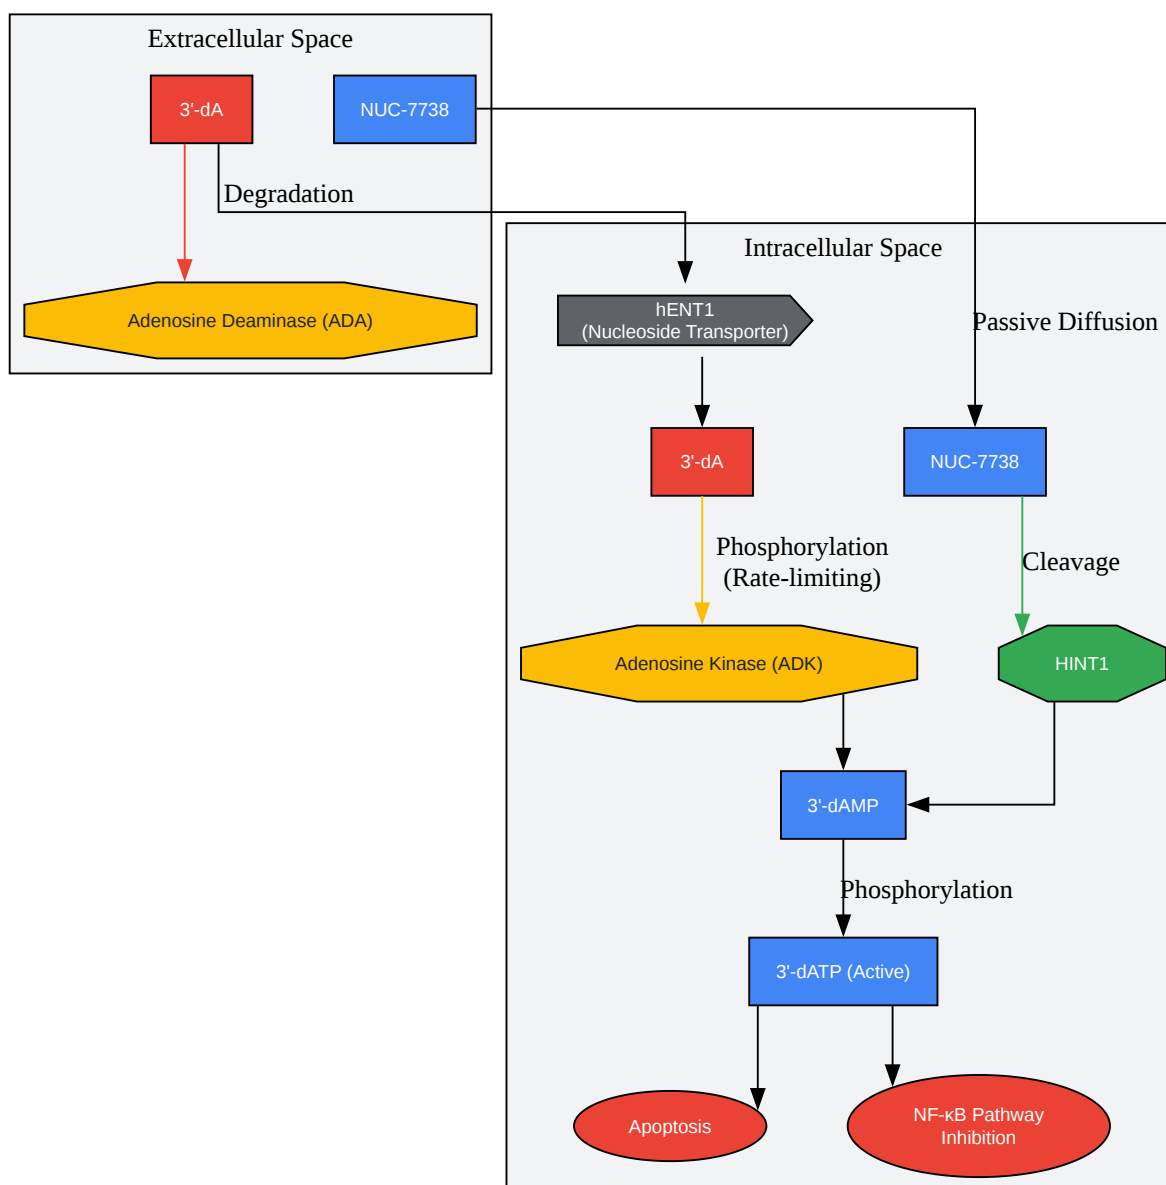 Extracellular Space
3'-dA
NUC-7738
Degradation
Adenosine Deaminase (ADA)
Intracellular Space
hENT1
(Nucleoside Transporter)
Passive Diffusion
3'-dA
NUC-7738
Phosphorylation
(Rate-limiting)
Cleavage
Adenosine Kinase (ADK)
HINT1
3'-dAMP
Phosphorylation
3'-dATP (Active)
Apoptosis
NF-κB Pathway
Inhibition